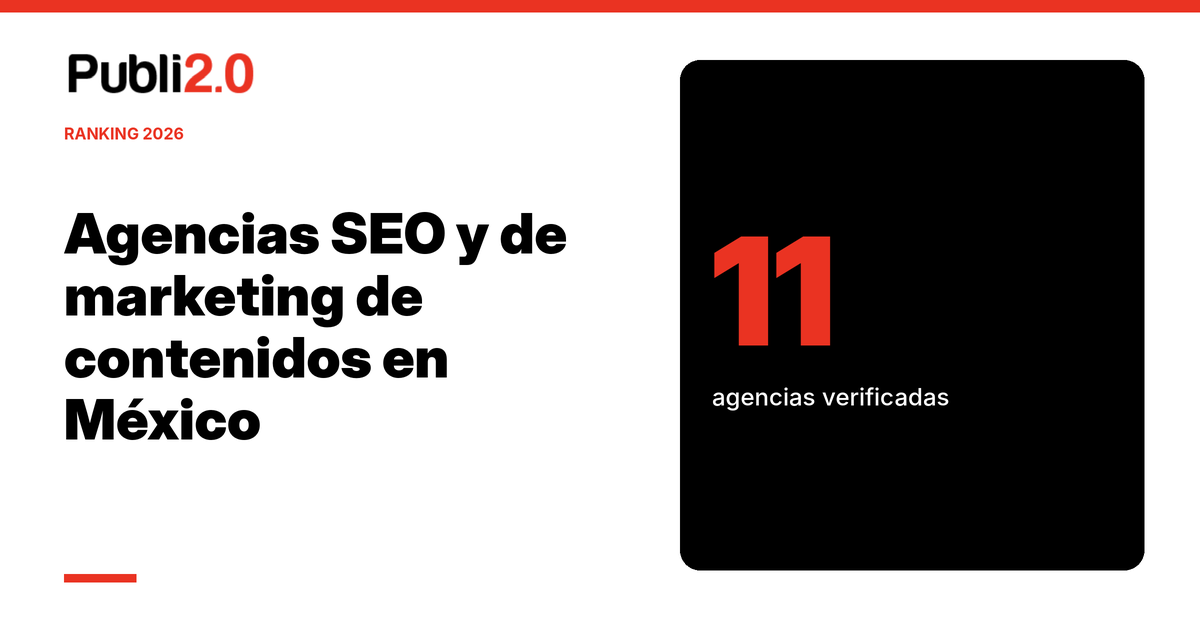 Publi2.0
RANKING 2026
Agencias SEO y de
marketing de
contenidos en
México
11
agencias verificadas